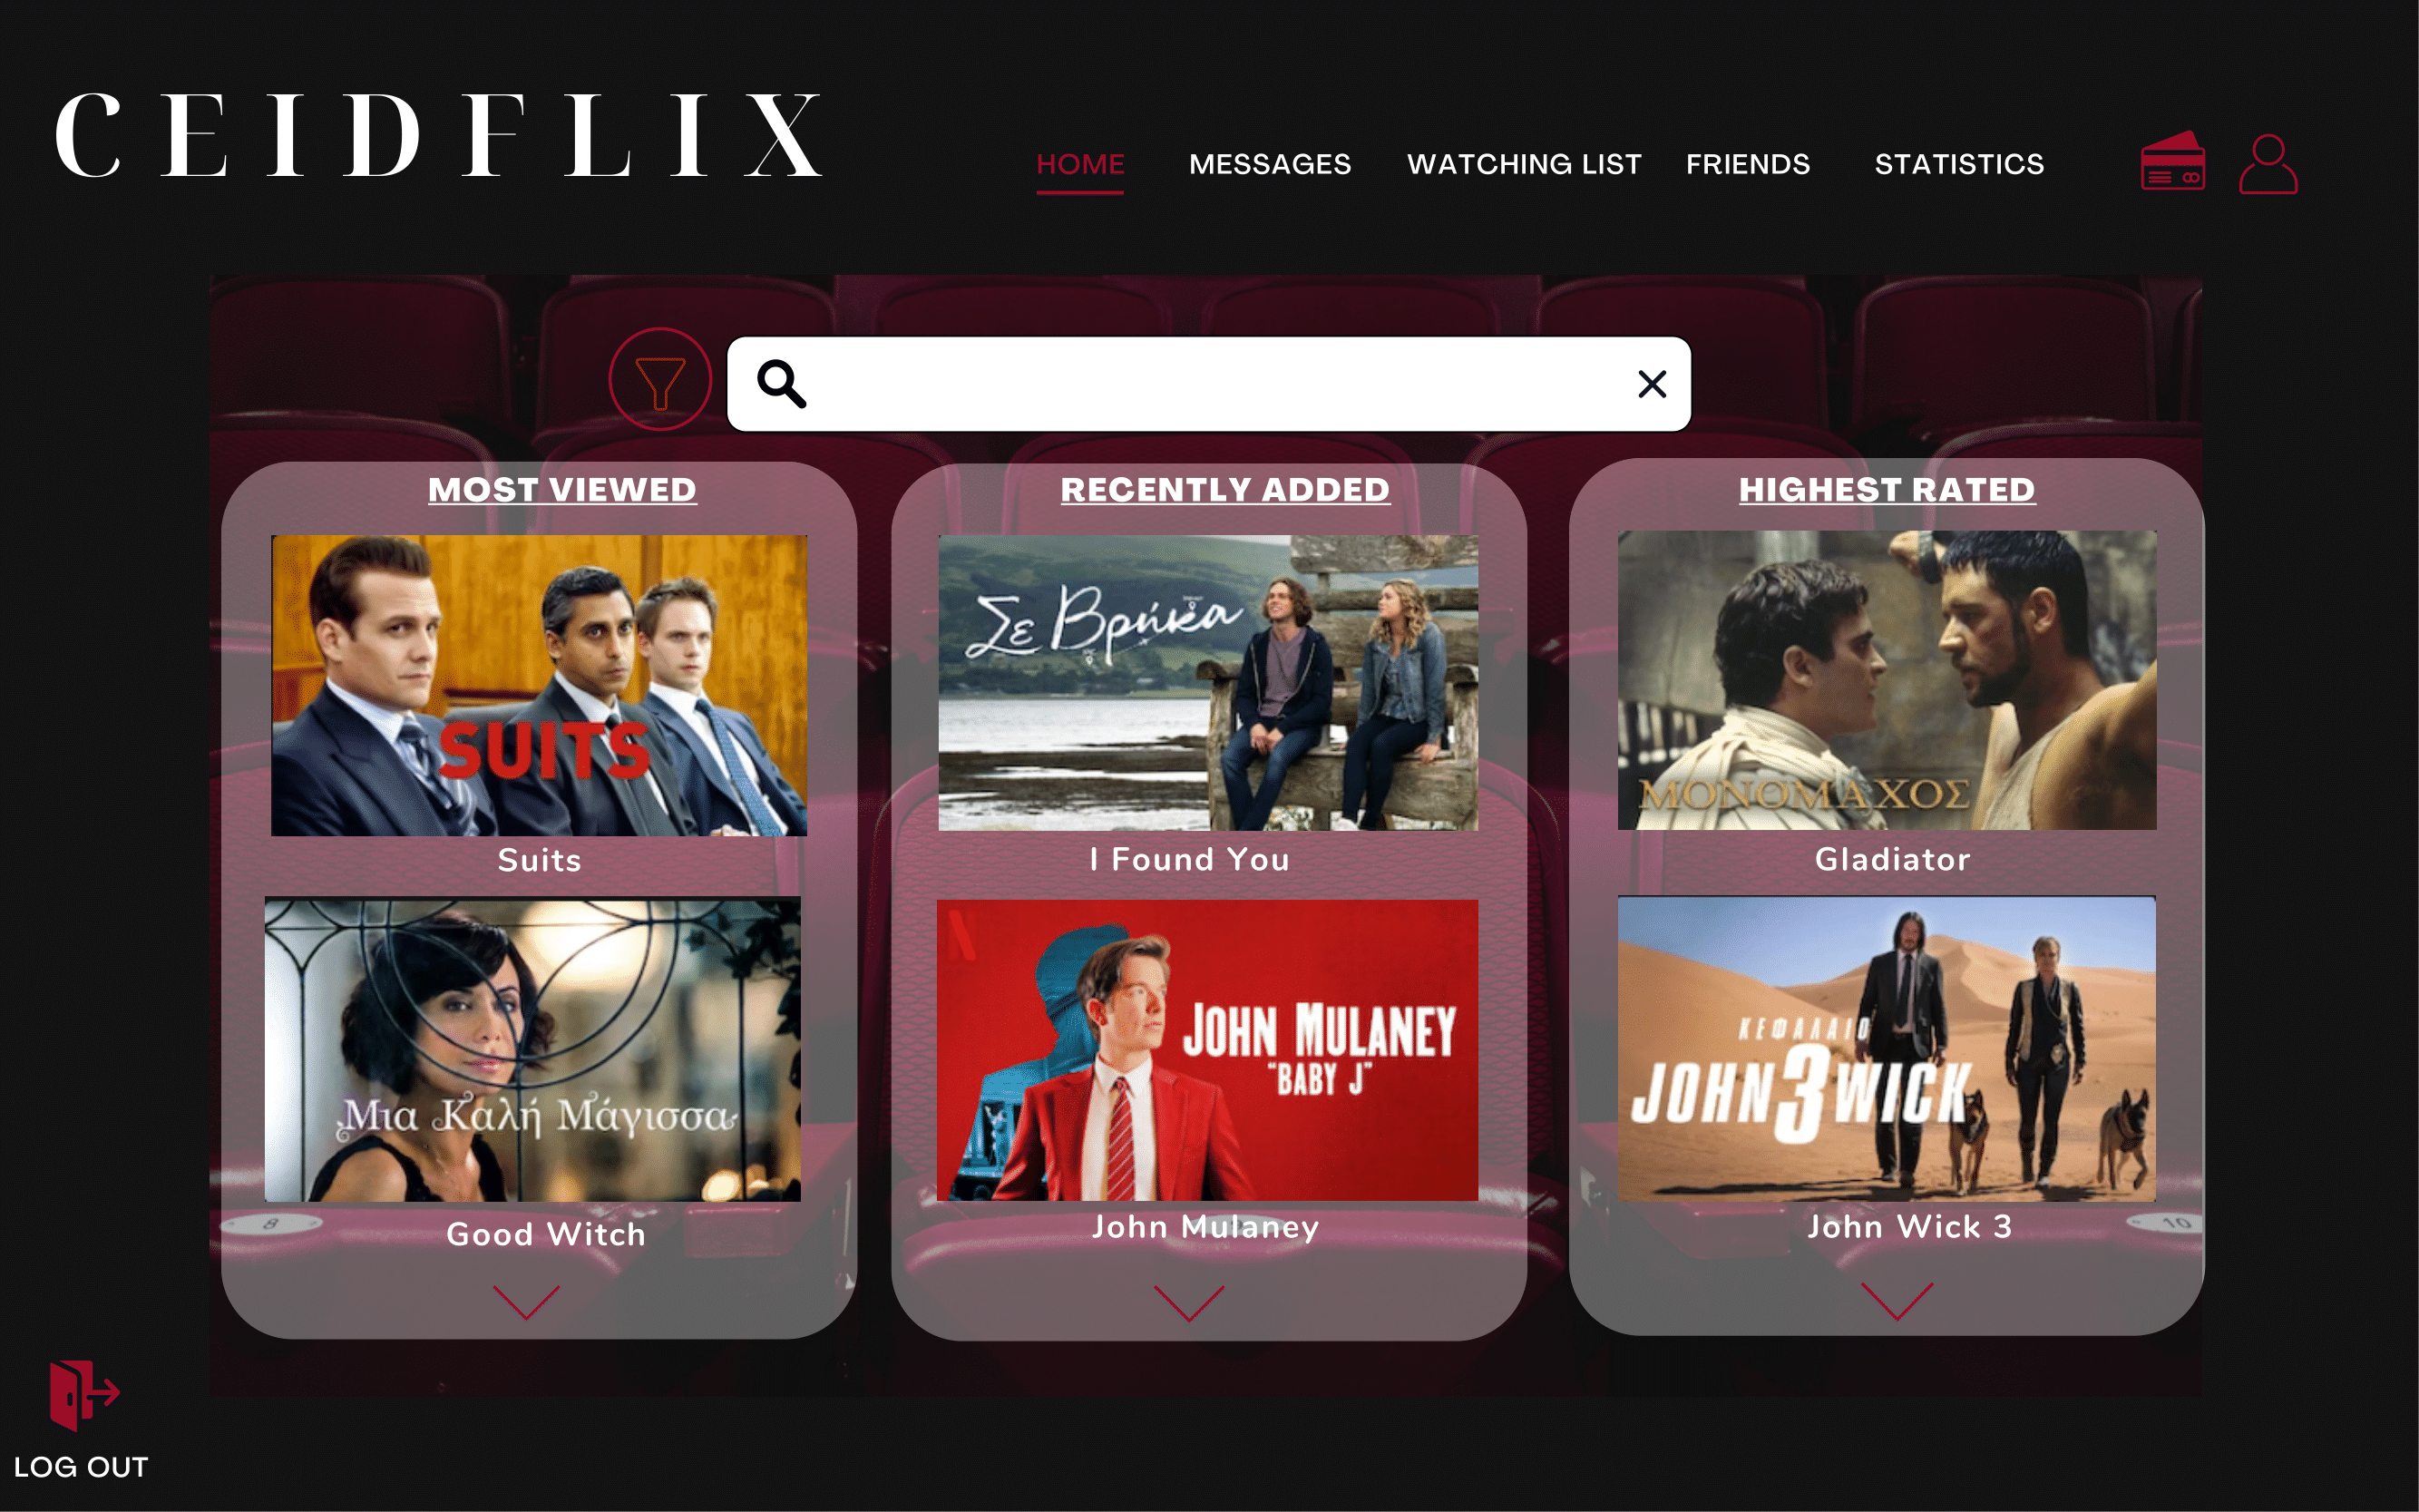 CEIDFLIX
HOME MESSAGES WATCHING LIST FRIENDS STATISTICS
MOST VIEWED
SUITS
Suits
Μια Καλή Μάγισσα
Good Witch
8
RECENTLY ADDED
Σε Βρήκα
I Found You
N
JOHN MULANEY
"BABY J"
John Mulaney
HIGHEST RATED
ΜΟΝΟΜΑΧΟΣ
Gladiator
ΚΕΦΑΛΑΙΟ
JOHN 3 WICK
John Wick 3
10
LOG OUT